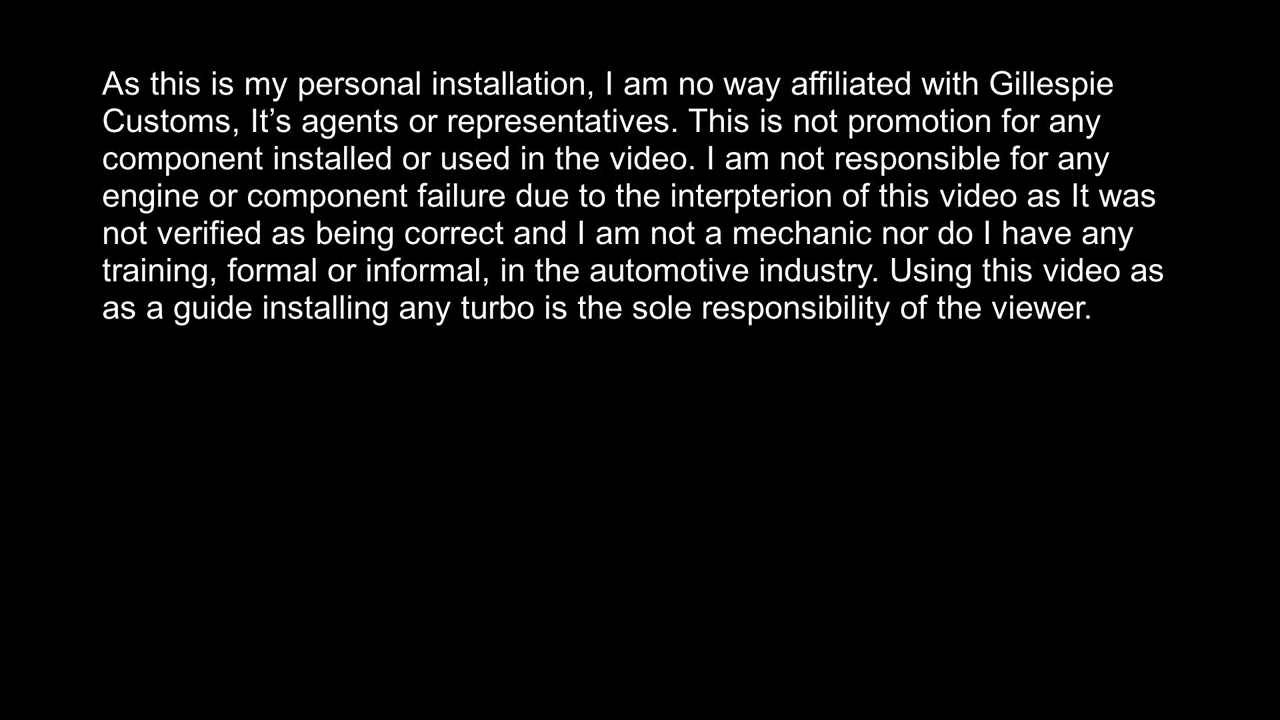 As this is my personal installation, I am no way affiliated with Gillespie
Customs, It’s agents or representatives. This is not promotion for any
component installed or used in the video. I am not responsible for any
engine or component failure due to the interpterion of this video as It was
not verified as being correct and I am not a mechanic nor do I have any
training, formal or informal, in the automotive industry. Using this video as
as a guide installing any turbo is the sole responsibility of the viewer.